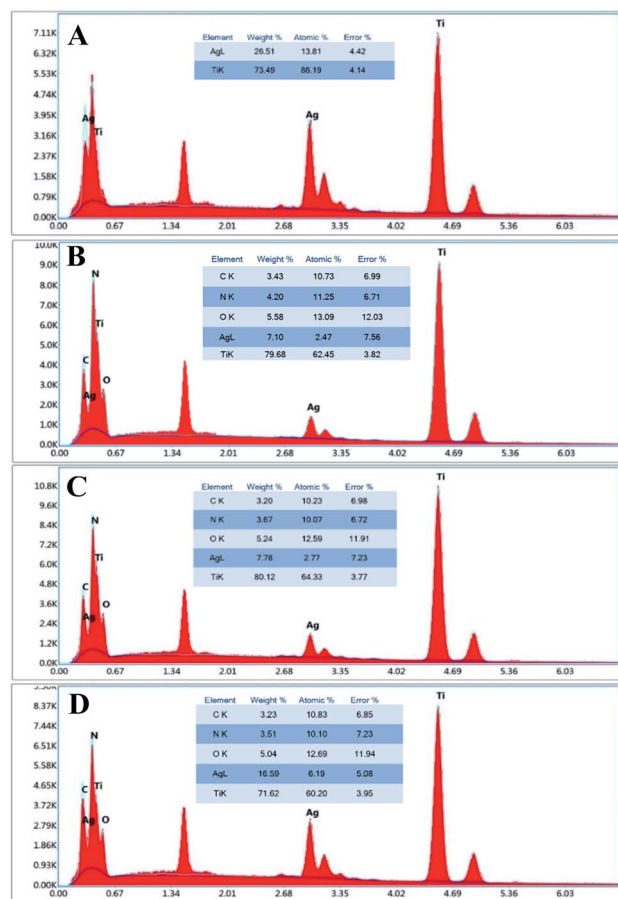 A
Element Weight % Atomic % Error %
AgL 26.51 13.81 4.42
TiK 73.49 86.19 4.14
7.11K
6.32K
5.53K
4.74K
3.95K
3.16K
2.37K
1.58K
0.79K
0.00K
Ag
Ti
Ag
Ti
0.00 0.67 1.34 2.01 2.68 3.35 4.02 4.69 5.36 6.03
B
Element Weight % Atomic % Error %
C K 3.43 10.73 6.99
N K 4.20 11.25 6.71
O K 5.58 13.09 12.03
AgL 7.10 2.47 7.56
TiK 79.68 62.45 3.82
10.0K
9.0K
8.0K
7.0K
6.0K
5.0K
4.0K
3.0K
2.0K
1.0K
0.0K
N
Ti
C
Ag
O
Ag
Ti
0.00 0.67 1.34 2.01 2.68 3.35 4.02 4.69 5.36 6.03
C
Element Weight % Atomic % Error %
C K 3.20 10.23 6.98
N K 3.67 10.07 6.72
O K 5.24 12.59 11.91
AgL 7.78 2.77 7.23
TiK 80.12 64.33 3.77
10.8K
9.6K
8.4K
7.2K
6.0K
4.8K
3.6K
2.4K
1.2K
0.0K
N
Ti
C
Ag
O
Ag
Ti
0.00 0.67 1.34 2.01 2.68 3.35 4.02 4.69 5.36 6.03
D
Element Weight % Atomic % Error %
C K 3.23 10.83 6.85
N K 3.51 10.10 7.23
O K 5.04 12.69 11.94
AgL 16.59 6.19 5.08
TiK 71.62 60.20 3.95
8.37K
7.44K
6.51K
5.58K
4.65K
3.72K
2.79K
1.86K
0.93K
0.00K
N
Ti
C
Ag
O
Ag
Ti
0.00 0.67 1.34 2.01 2.68 3.35 4.02 4.69 5.36 6.03